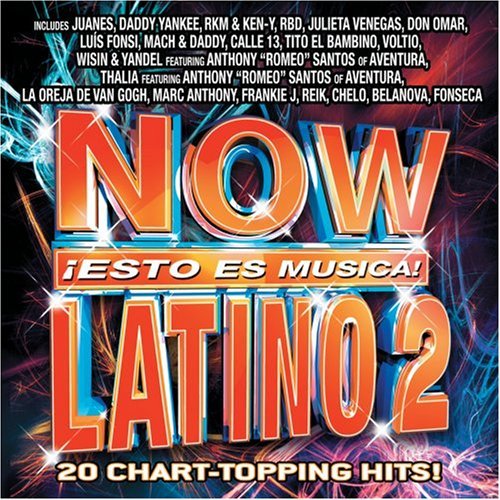 INCLUDES JUANES, DADDY YANKEE, RKM & KEN-Y, RBD, JULIETA VENEGAS, DON OMAR,
LUÍS FONSI, MACH & DADDY, CALLE 13, TITO EL BAMBINO, VOLTIO,
WISIN & YANDEL FEATURING ANTHONY "ROMEO" SANTOS OF AVENTURA,
THALIA FEATURING ANTHONY "ROMEO" SANTOS OF AVENTURA,
LA OREJA DE VAN GOGH, MARC ANTHONY, FRANKIE J, REIK, CHELO, BELANOVA, FONSECA
NOW
¡ESTO ES MUSICA!
LATINO 2
20 CHART-TOPPING HITS!